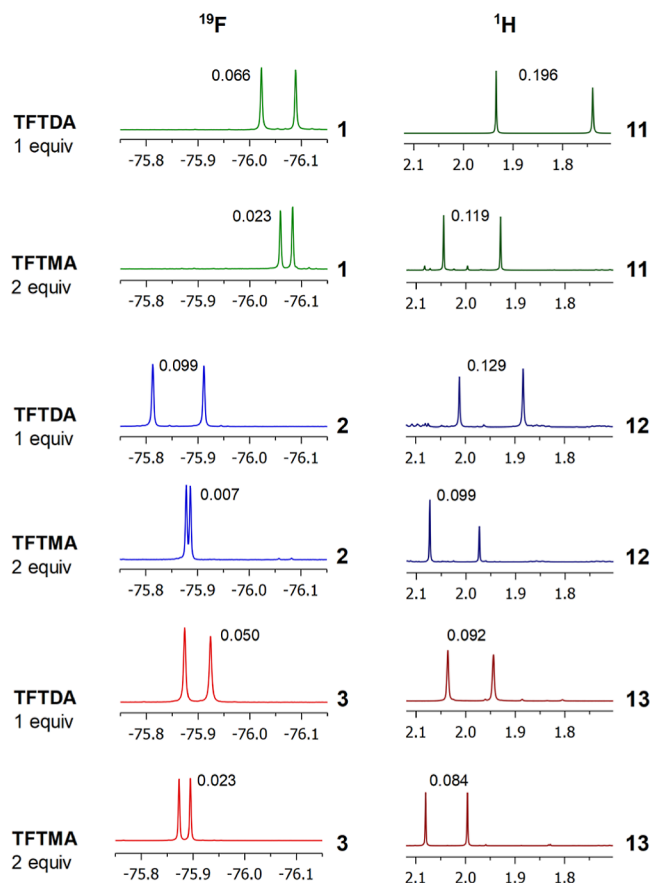 ¹⁹F ¹H
0.066 0.196
TFTDA
1 equiv
1 11
-75.8 -75.9 -76.0 -76.1 2.1 2.0 1.9 1.8
0.023 0.119
TFTMA
2 equiv
1 11
-75.8 -75.9 -76.0 -76.1 2.1 2.0 1.9 1.8
0.099 0.129
TFTDA
1 equiv
2 12
-75.8 -75.9 -76.0 -76.1 2.1 2.0 1.9 1.8
0.007 0.099
TFTMA
2 equiv
2 12
-75.8 -75.9 -76.0 -76.1 2.1 2.0 1.9 1.8
0.050 0.092
TFTDA
1 equiv
3 13
-75.8 -75.9 -76.0 -76.1 2.1 2.0 1.9 1.8
0.023 0.084
TFTMA
2 equiv
3 13
-75.8 -75.9 -76.0 -76.1 2.1 2.0 1.9 1.8